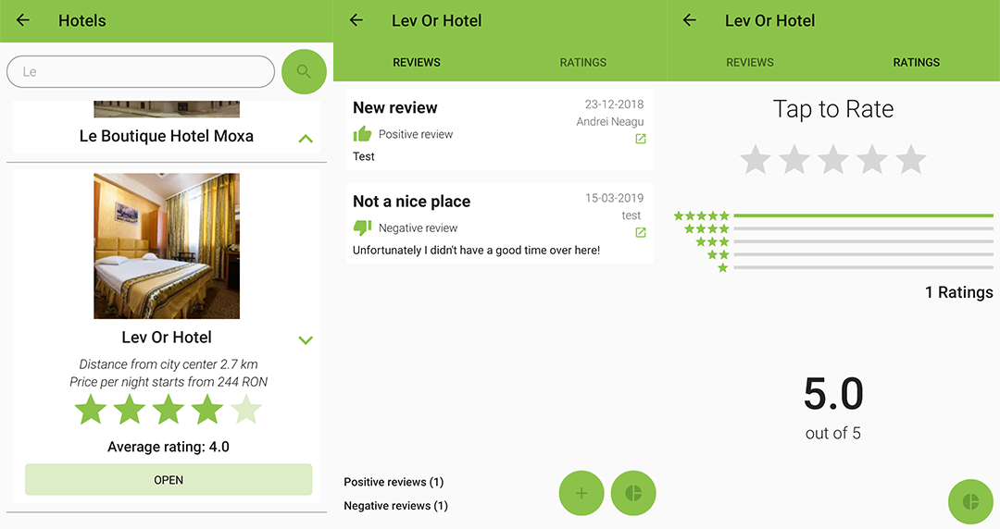 Hotels
Le
Le Boutique Hotel Moxa
Lev Or Hotel
Distance from city center 2.7 km
Price per night starts from 244 RON
Average rating: 4.0
OPEN
Lev Or Hotel
REVIEWS RATINGS
New review
23-12-2018
Positive review
Andrei Neagu
Test
Not a nice place
15-03-2019
Negative review
test
Unfortunately I didn't have a good time over here!
Positive reviews (1)
Negative reviews (1)
Lev Or Hotel
REVIEWS RATINGS
Tap to Rate
1 Ratings
5.0
out of 5